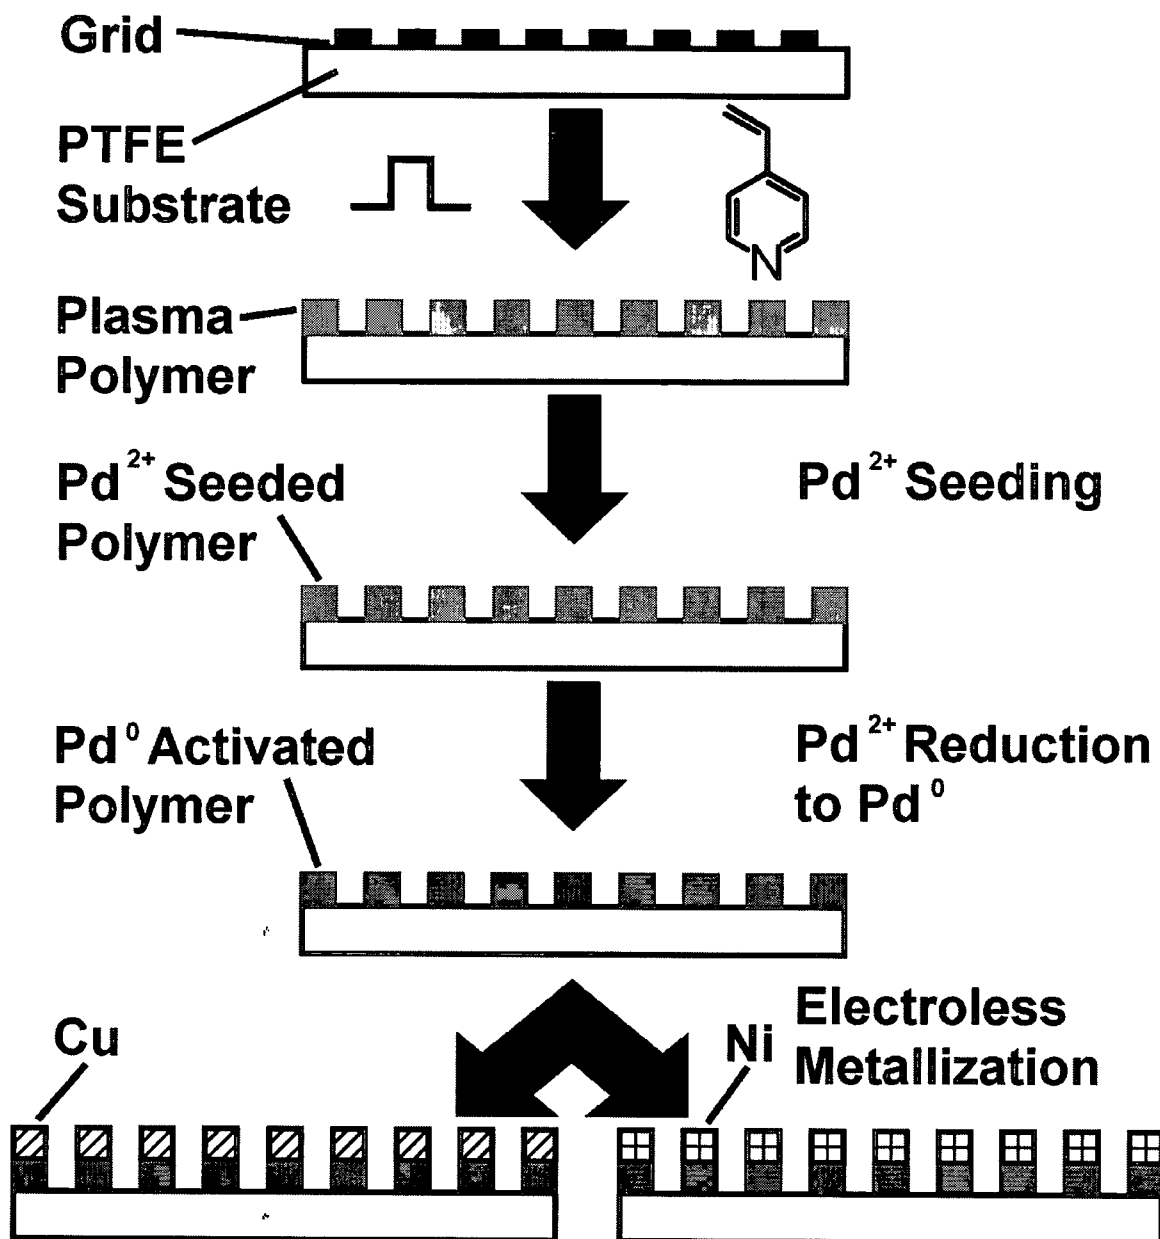 Grid
PTFE
Substrate
N
Plasma
Polymer
Pd²⁺ Seeded
Polymer
Pd²⁺ Seeding
Pd⁰ Activated
Polymer
Pd²⁺ Reduction
to Pd⁰
Electroless
Metallization
Cu
Ni